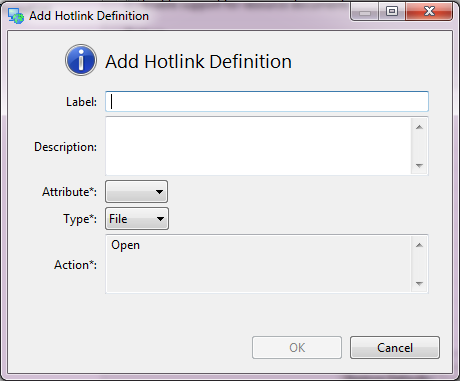 Add Hotlink Definition
Add Hotlink Definition
Label:
Description:
Attribute*:
Type*: File
Action*: Open
OK Cancel